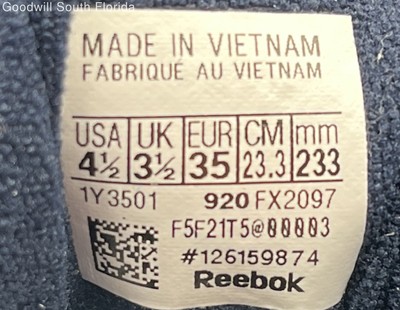 Goodwill South Florida
MADE IN VIETNAM
FABRIQUÉ AU VIETNAM
USA UK EUR CM mm
4½ 3½ 35 23.3 233
1Y3501 920 FX2097
F5F21T5@00003
#126159874
Reebok